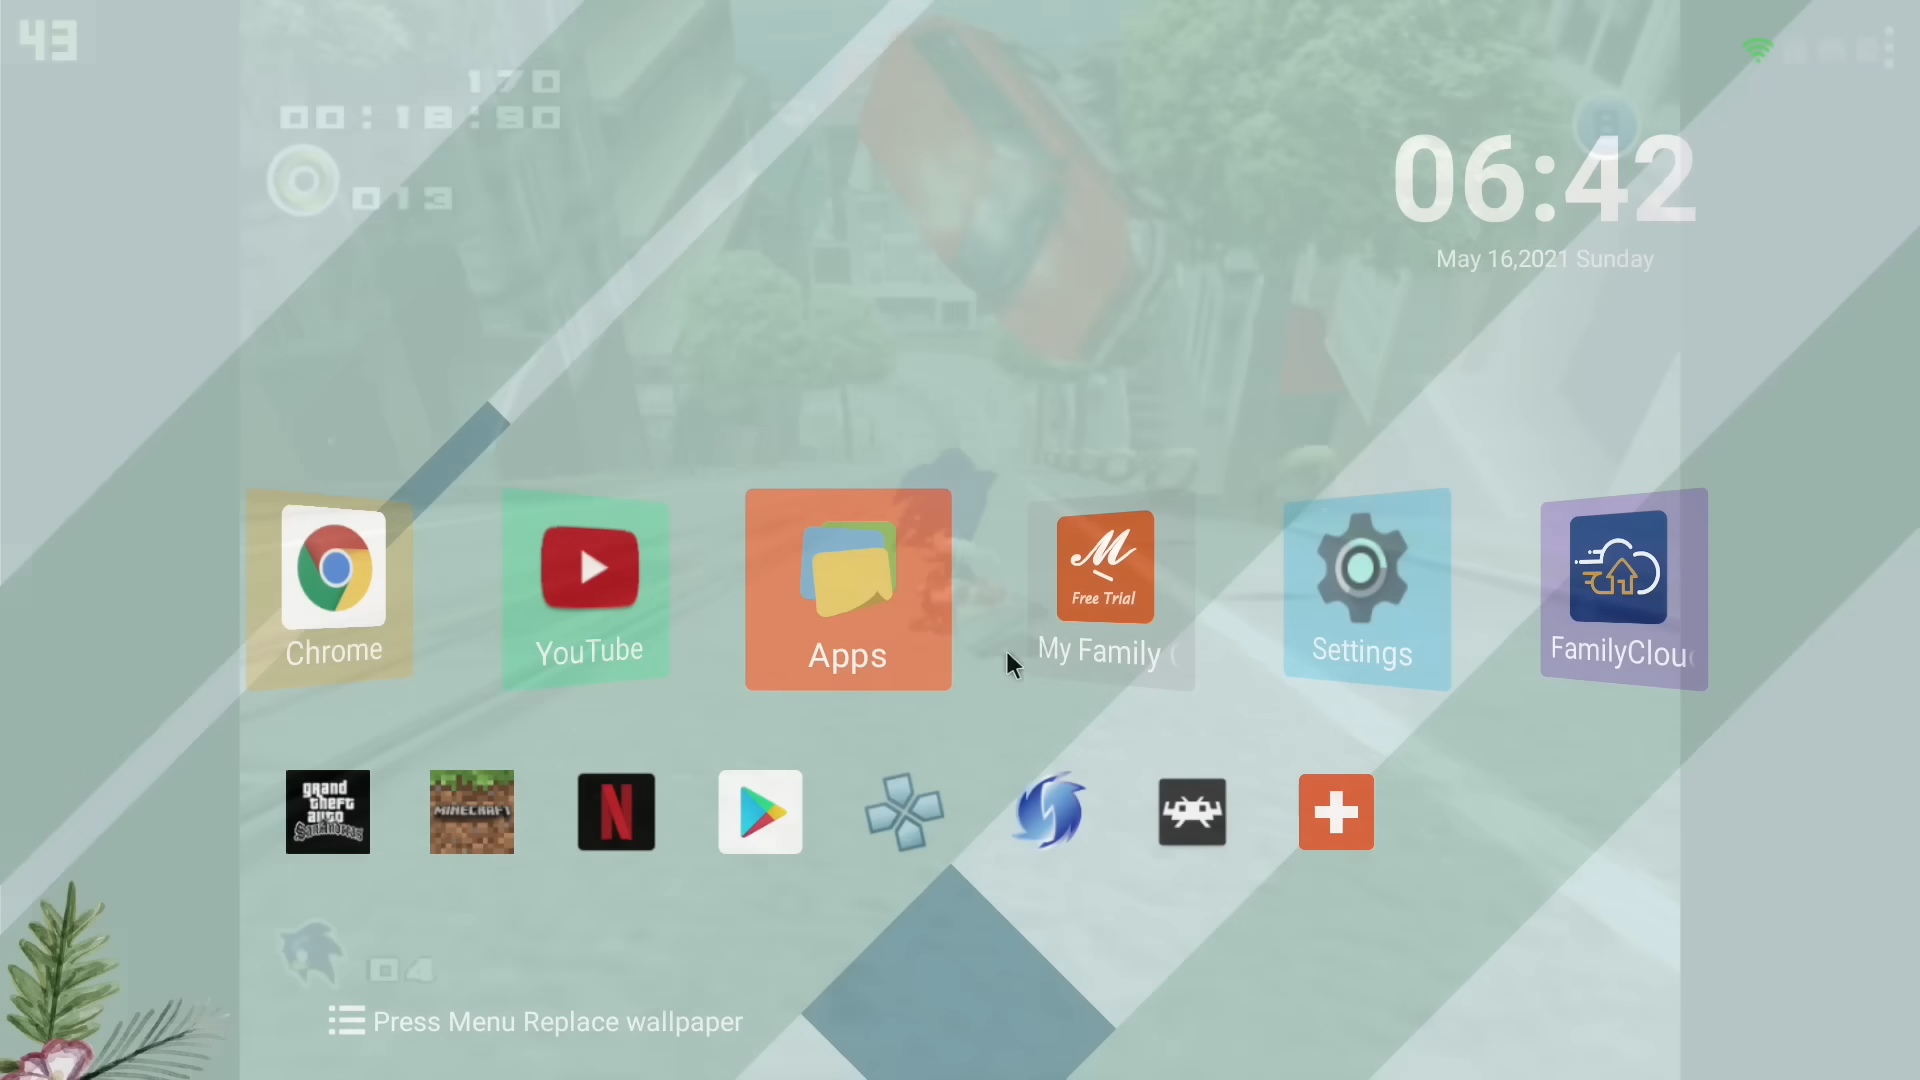 43
170
00:18:90
013
06:42
May 16,2021 Sunday
Chrome
YouTube
Apps
M
Free Trial
My Family
Settings
FamilyClou
grand
theft
auto
San Andreas
MINECRAFT
N
04
Press Menu Replace wallpaper